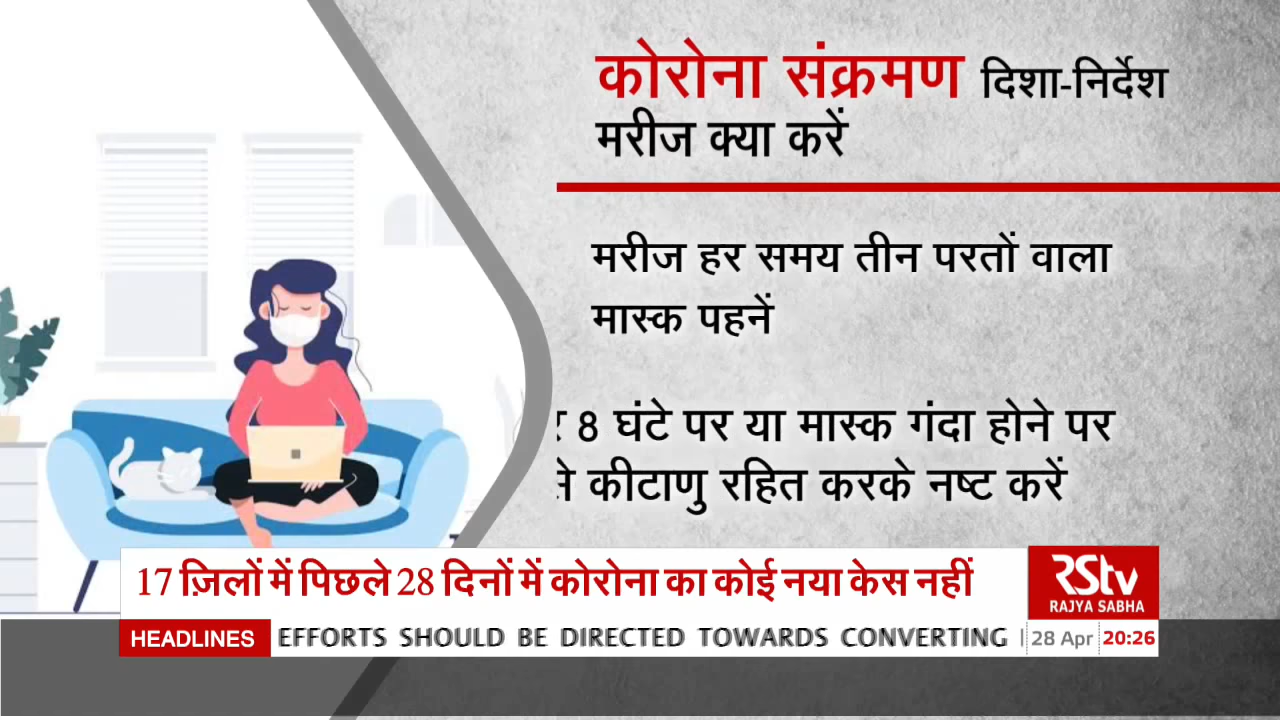 कोरोना संक्रमण दिशा-निर्देश
मरीज क्या करें
मरीज हर समय तीन परतों वाला
मास्क पहनें
8 घंटे पर या मास्क गंदा होने पर
कीटाणु रहित करके नष्ट करें
17 ज़िलों में पिछले 28 दिनों में कोरोना का कोई नया केस नहीं
RSTV
RAJYA SABHA
HEADLINES EFFORTS SHOULD BE DIRECTED TOWARDS CONVERTING 28 Apr 20:26